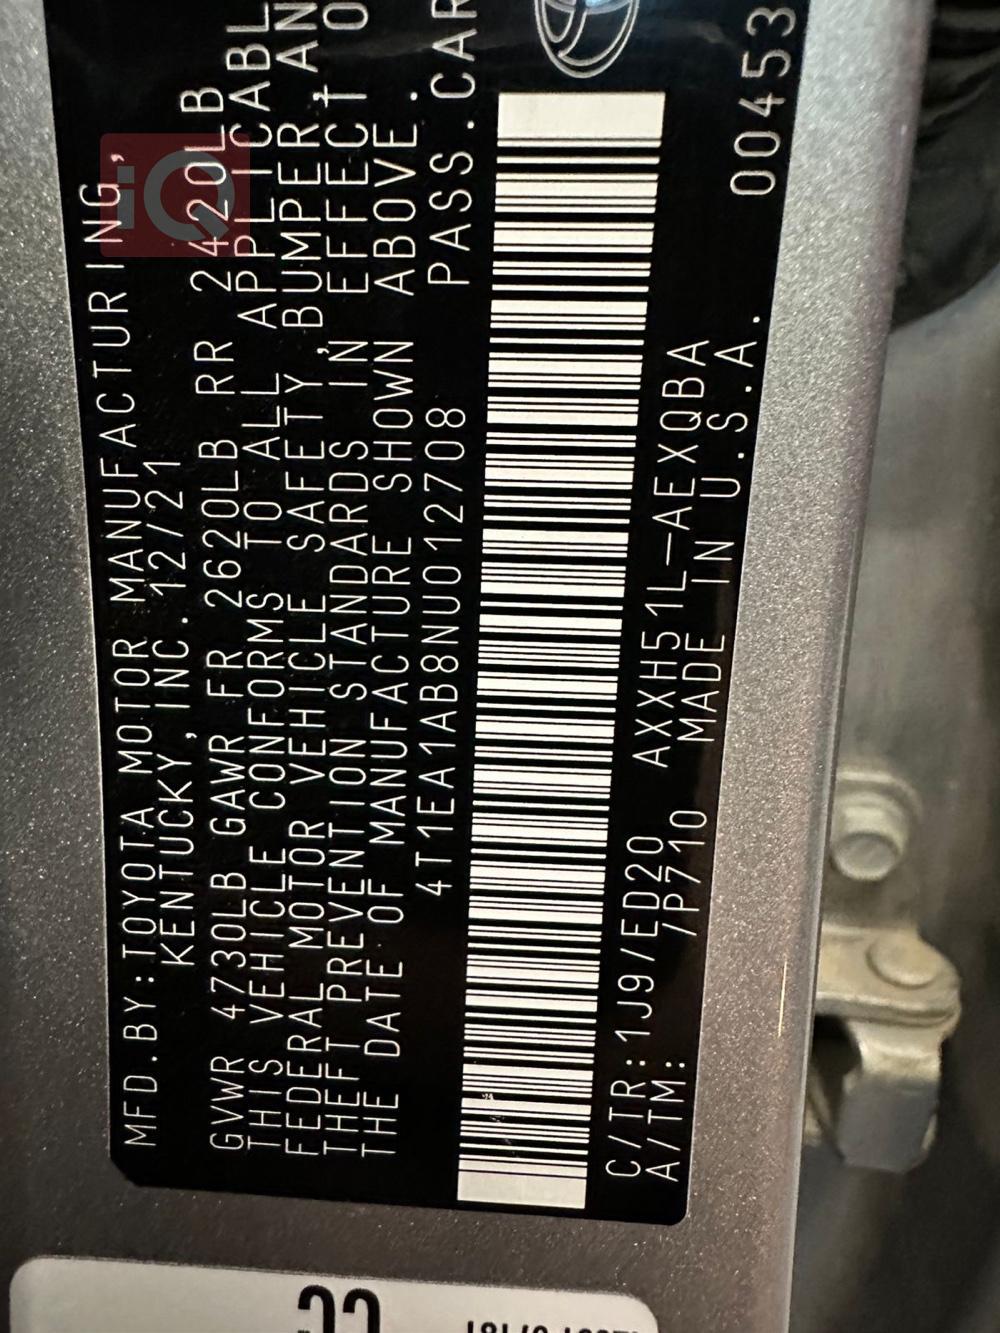 MFD.BY:TOYOTA MOTOR MANUFACTURING,
KENTUCKY, INC. 12/21
GVWR 4730LB GAWR FR 2620LB RR 2420LB
THIS VEHICLE CONFORMS TO ALL APPLICABL
FEDERAL MOTOR VEHICLE SAFETY, BUMPER, AN
THEFT PREVENTION STANDARDS IN EFFECT O
THE DATE OF MANUFACTURE SHOWN ABOVE.
4T1EA1AB8NU012708 PASS.CAR
C/TR:1J9/ED20 AXXH51L-AEXQBA
A/TM: /P710 MADE IN U.S.A.
00453
iQ